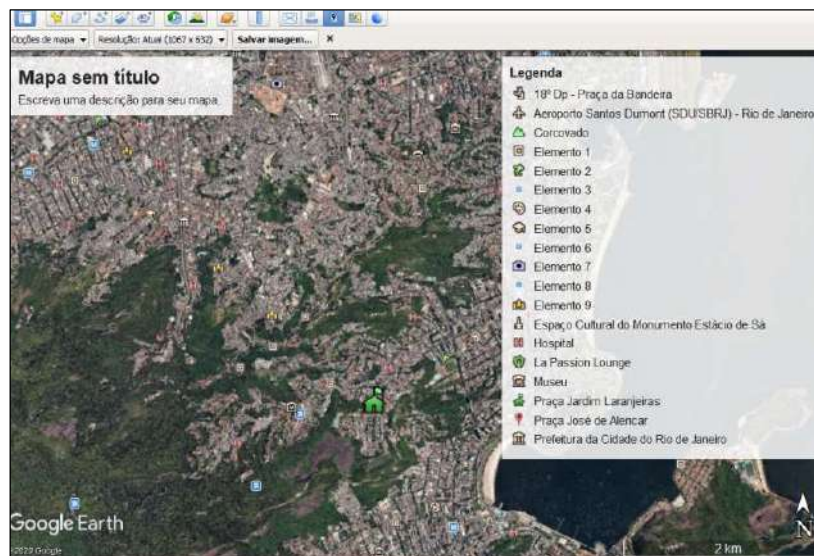 Opções de mapa
Resolução: Atual (1067 x 632)
Salvar imagem...
Mapa sem título
Escreva uma descrição para seu mapa.
Legenda
18º Dp - Praça da Bandeira
Aeroporto Santos Dumont (SDU/SBRJ) - Rio de Janeiro
Corcovado
Elemento 1
Elemento 2
Elemento 3
Elemento 4
Elemento 5
Elemento 6
Elemento 7
Elemento 8
Elemento 9
Espaço Cultural do Monumento Estácio de Sá
Hospital
La Passion Lounge
Museu
Praça Jardim Laranjeiras
Praça José de Alencar
Prefeitura da Cidade do Rio de Janeiro
Google Earth
©2020 Google
2 km
N